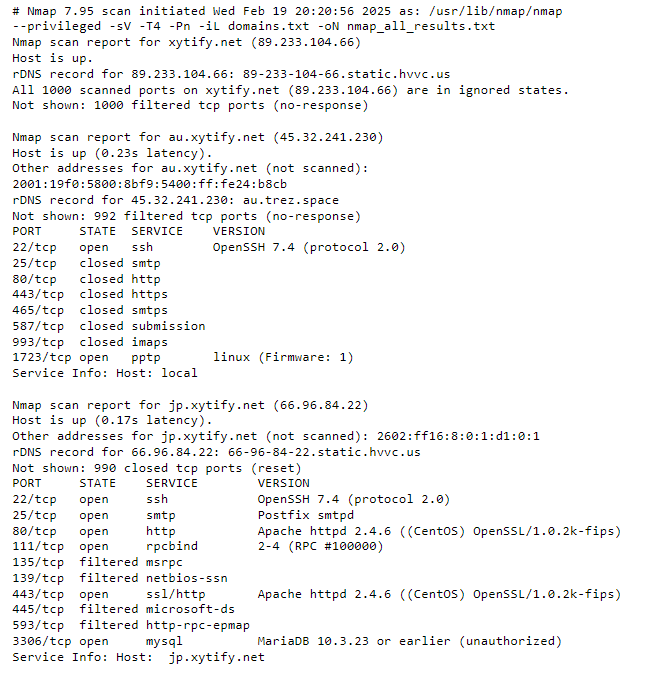 # Nmap 7.95 scan initiated Wed Feb 19 20:20:56 2025 as: /usr/lib/nmap/nmap
--privileged -sV -T4 -Pn -iL domains.txt -oN nmap_all_results.txt
Nmap scan report for xytify.net (89.233.104.66)
Host is up.
rDNS record for 89.233.104.66: 89-233-104-66.static.hvvc.us
All 1000 scanned ports on xytify.net (89.233.104.66) are in ignored states.
Not shown: 1000 filtered tcp ports (no-response)

Nmap scan report for au.xytify.net (45.32.241.230)
Host is up (0.23s latency).
Other addresses for au.xytify.net (not scanned):
2001:19f0:5800:8bf9:5400:ff:fe24:b8cb
rDNS record for 45.32.241.230: au.trez.space
Not shown: 992 filtered tcp ports (no-response)
PORT     STATE  SERVICE    VERSION
22/tcp   open   ssh        OpenSSH 7.4 (protocol 2.0)
25/tcp   closed smtp
80/tcp   closed http
443/tcp  closed https
465/tcp  closed smtps
587/tcp  closed submission
993/tcp  closed imaps
1723/tcp open   pptp       linux (Firmware: 1)
Service Info: Host: local

Nmap scan report for jp.xytify.net (66.96.84.22)
Host is up (0.17s latency).
Other addresses for jp.xytify.net (not scanned): 2602:ff16:8:0:1:d1:0:1
rDNS record for 66.96.84.22: 66-96-84-22.static.hvvc.us
Not shown: 990 closed tcp ports (reset)
PORT     STATE    SERVICE        VERSION
22/tcp   open     ssh            OpenSSH 7.4 (protocol 2.0)
25/tcp   open     smtp           Postfix smtpd
80/tcp   open     http           Apache httpd 2.4.6 ((CentOS) OpenSSL/1.0.2k-fips)
111/tcp  open     rpcbind        2-4 (RPC #100000)
135/tcp  filtered msrpc
139/tcp  filtered netbios-ssn
443/tcp  open     ssl/http       Apache httpd 2.4.6 ((CentOS) OpenSSL/1.0.2k-fips)
445/tcp  filtered microsoft-ds
593/tcp  filtered http-rpc-epmap
3306/tcp open     mysql          MariaDB 10.3.23 or earlier (unauthorized)
Service Info: Host:  jp.xytify.net